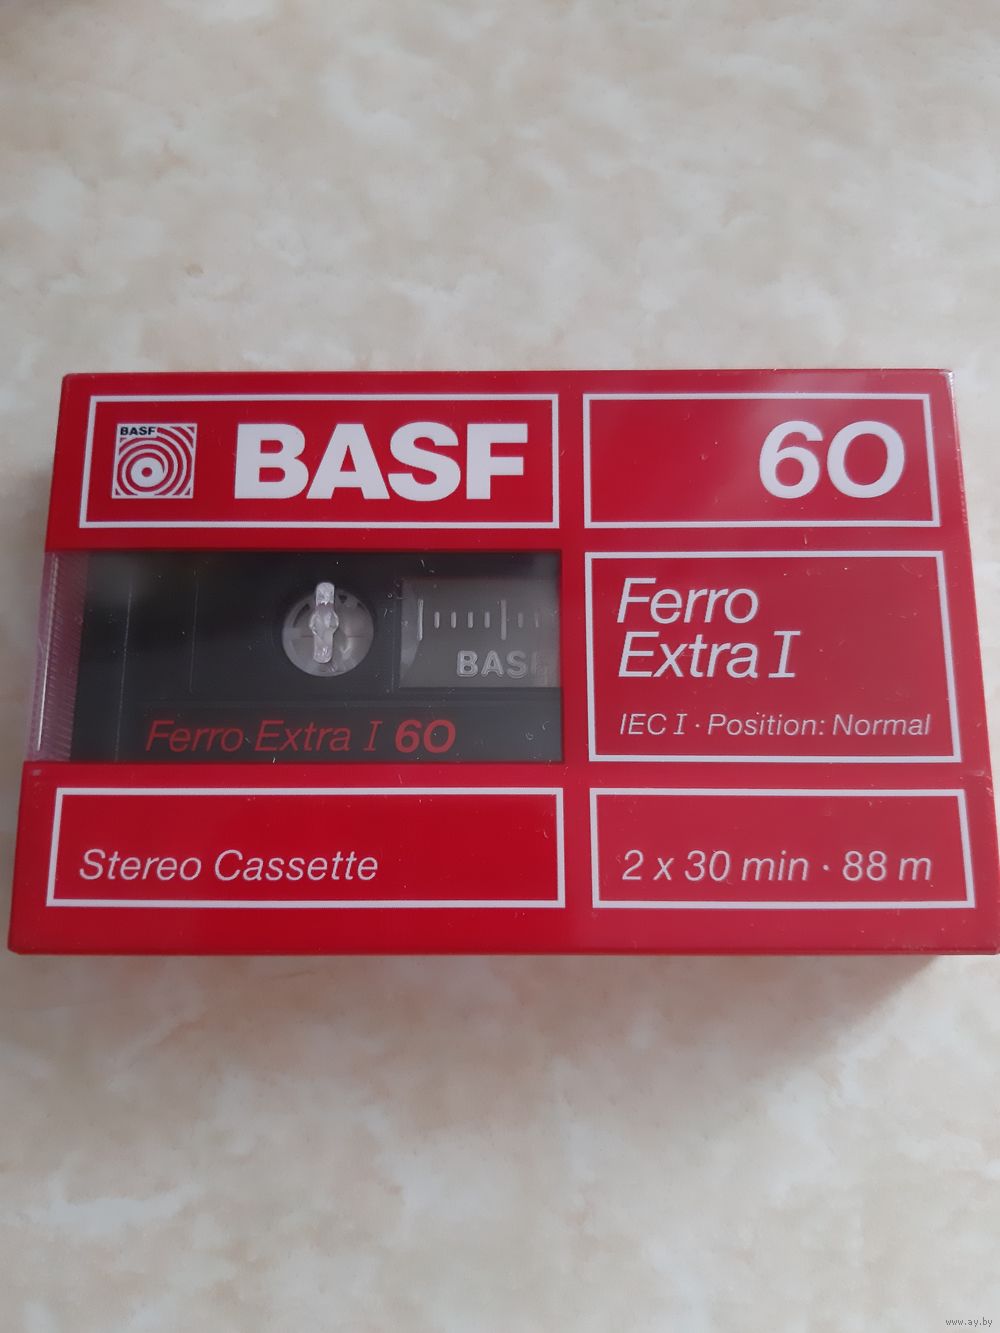 BASF
BASF
60
Ferro
Extra I
IEC I · Position: Normal
BASF
Ferro Extra I 60
Stereo Cassette
2 x 30 min · 88 m
www.ay.by